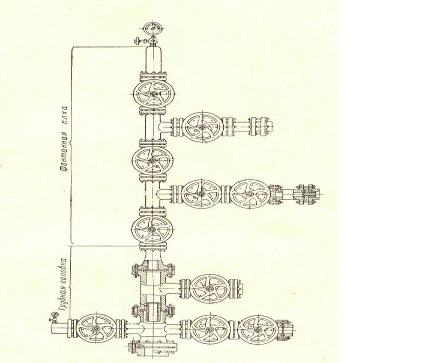 Фонтанная елка
Трубная головка